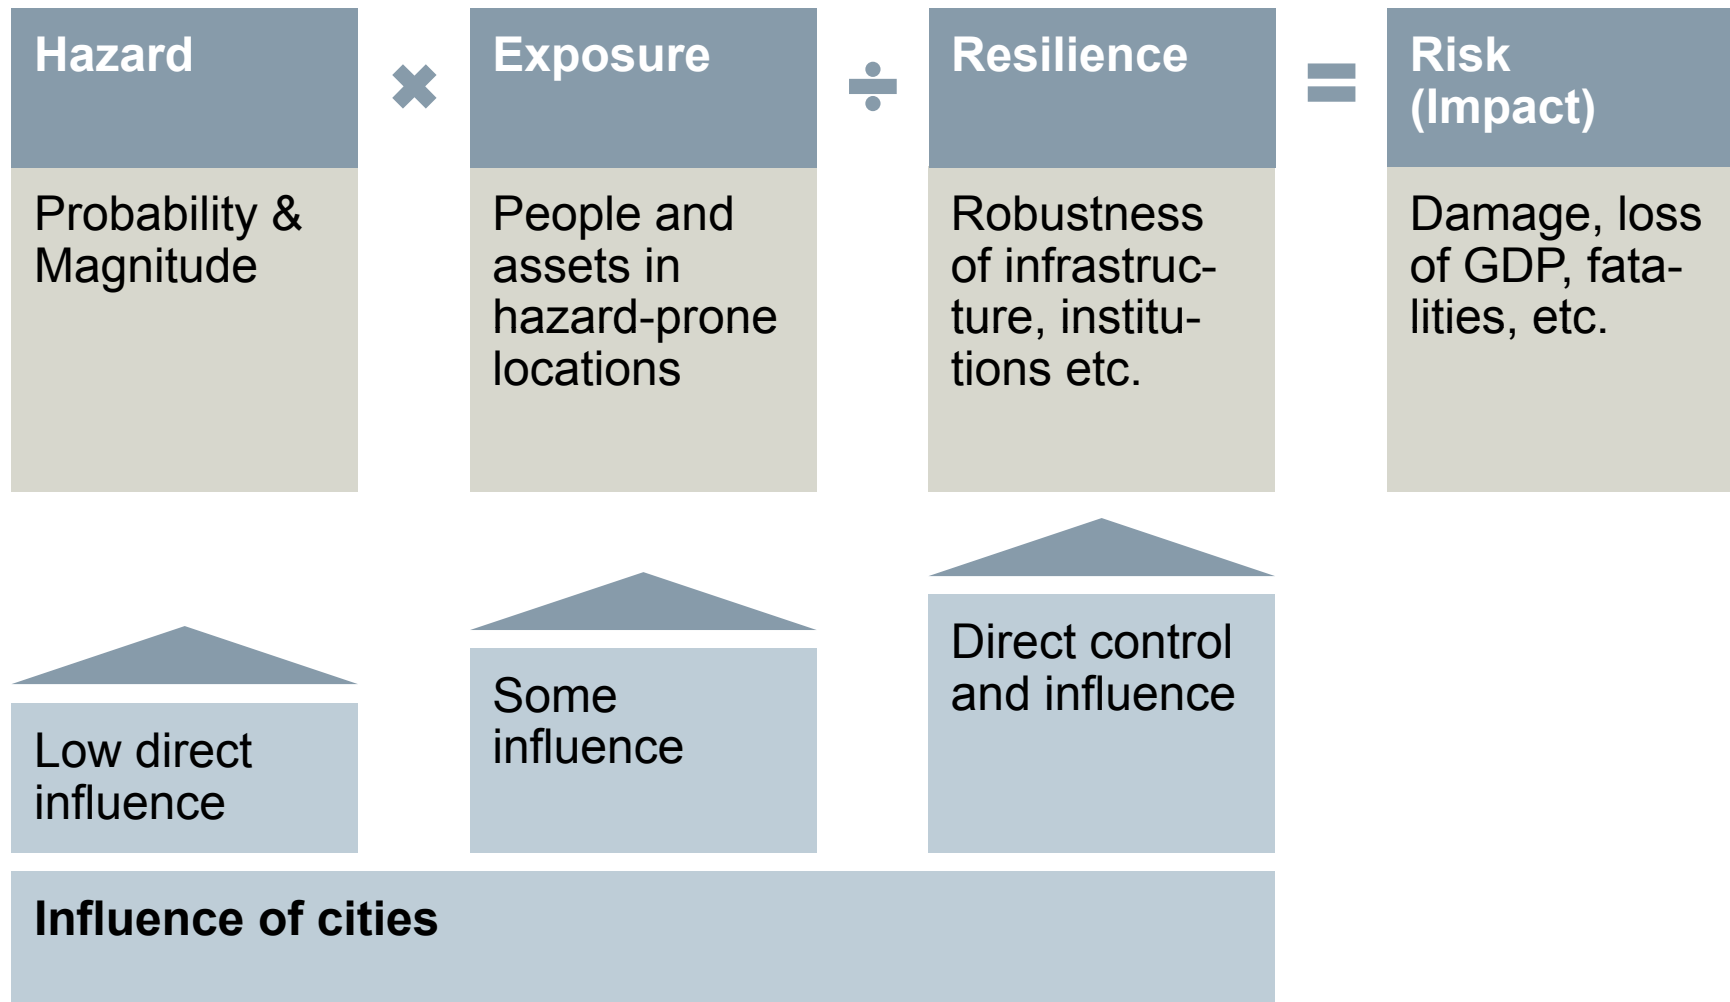 Hazard
Probability &
Magnitude
Exposure
People and
assets in
hazard-prone
locations
Resilience
Robustness
of infrastruc-
ture, institu-
tions etc.
Risk
(Impact)
Damage, loss
of GDP, fata-
lities, etc.
Low direct
influence
Some
influence
Direct control
and influence
Influence of cities